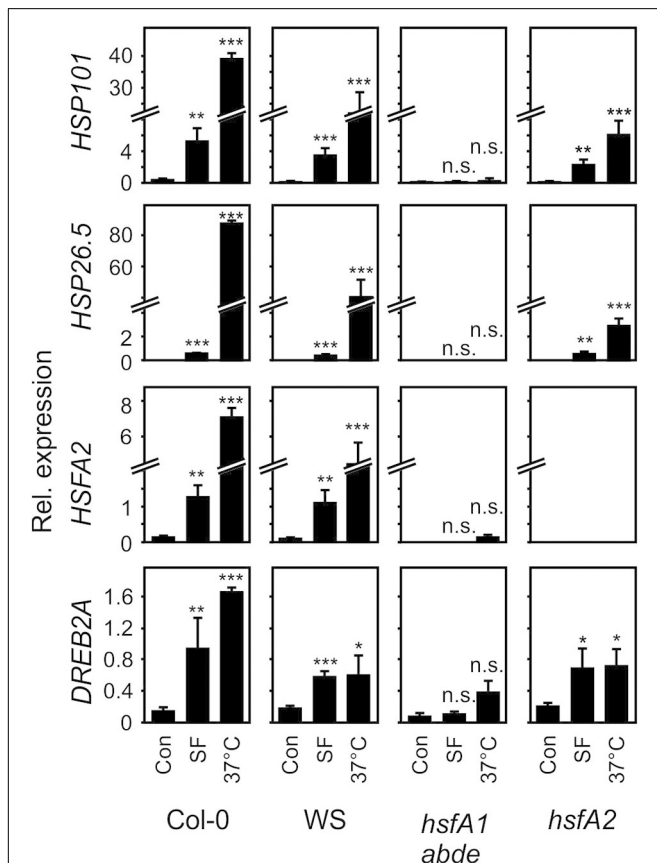 Rel. expression
HSP101
40
30
4
0
**
***
***
***
n.s.
n.s.
**
***
HSP26.5
80
60
2
0
***
***
***
***
n.s.
n.s.
**
***
HSFA2
8
6
1
0
**
***
**
***
n.s.
n.s.
DREB2A
1.6
1.2
0.8
0.4
0
**
***
***
*
n.s.
n.s.
*
*
Con SF 37°C Con SF 37°C Con SF 37°C Con SF 37°C
Col-0 WS hsfA1 hsfA2
abde